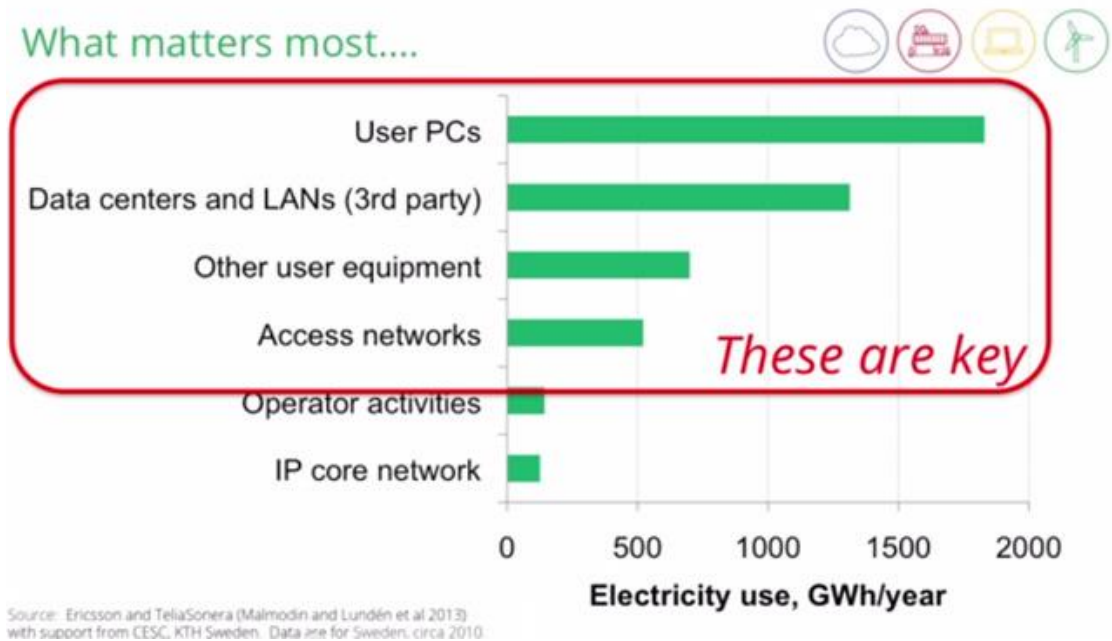 What matters most....
User PCs
Data centers and LANs (3rd party)
Other user equipment
Access networks
These are key
Operator activities
IP core network
0 500 1000 1500 2000
Electricity use, GWh/year
Source: Ericsson and TeliaSonera (Malmodin and Lundén et al 2013)
with support from CESC, KTH Sweden. Data are for Sweden, circa 2010.